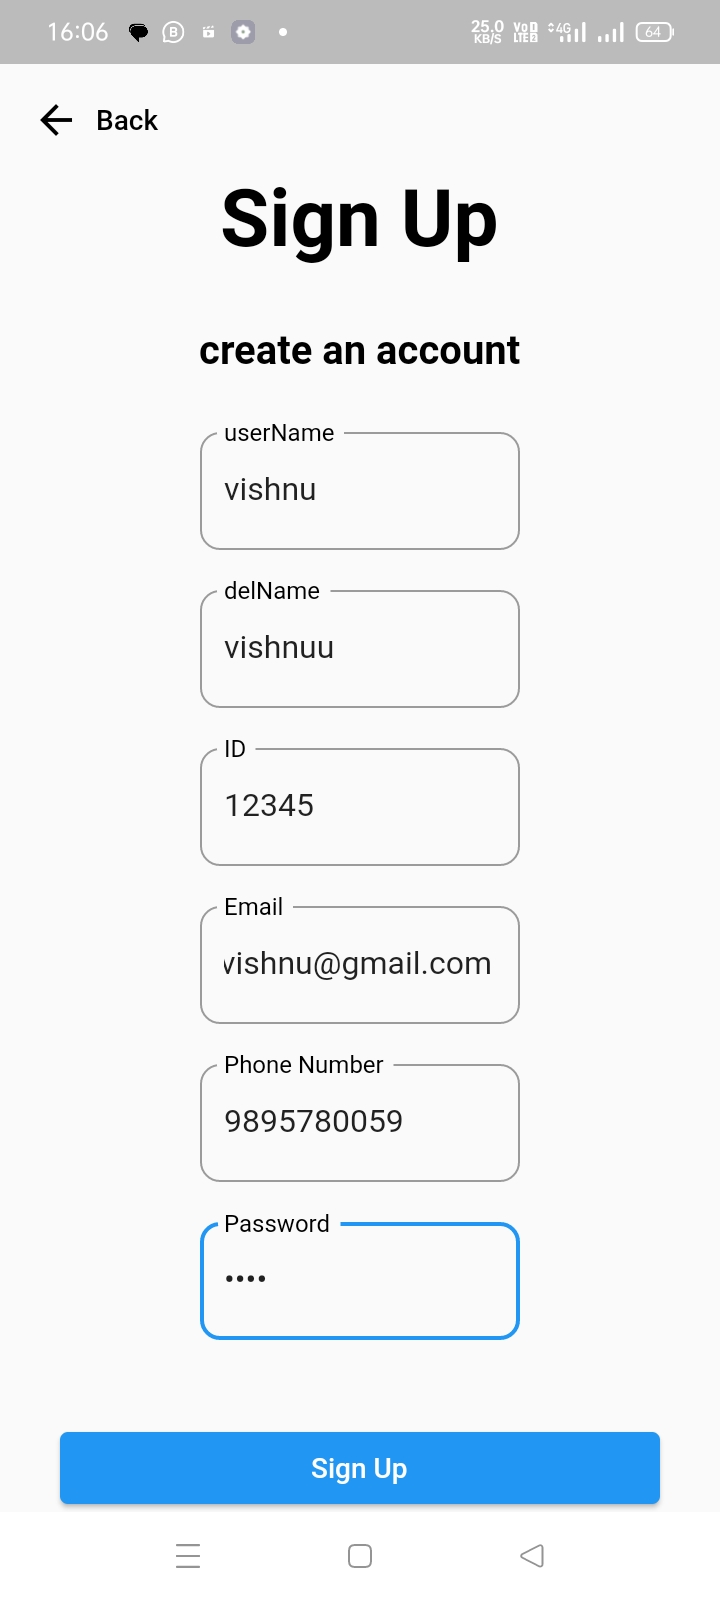 16:06 B 25.0 KB/S VoD LTE 4G 64
Back
Sign Up
create an account
userName
vishnu
delName
vishnuu
ID
12345
Email
vishnu@gmail.com
Phone Number
9895780059
Password
••••
Sign Up